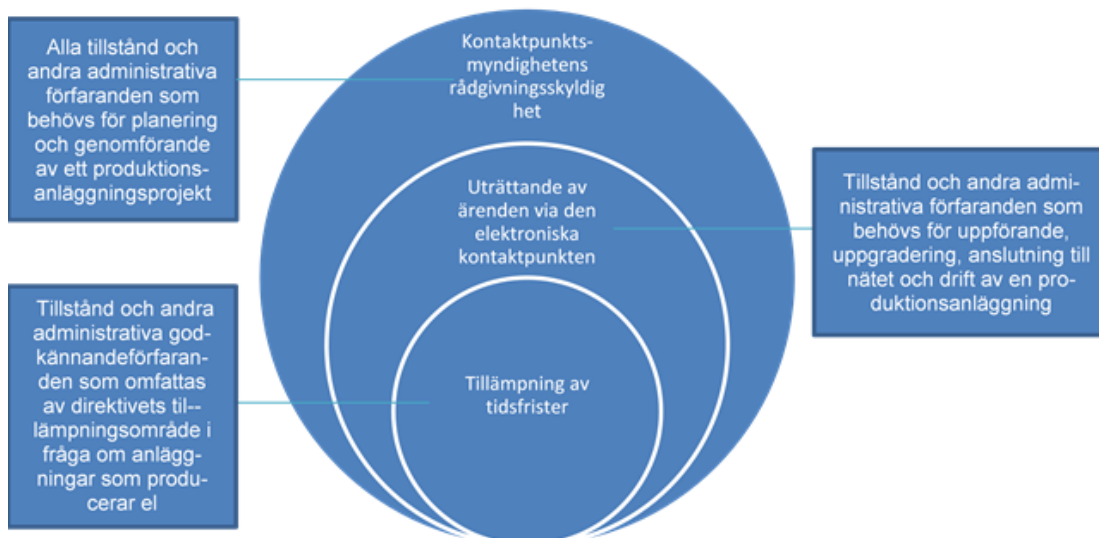 Alla tillstånd och
andra administrativa
förfaranden som
behövs för planering
och genomförande
av ett produktions-
anläggningsprojekt
Kontaktpunkts-
myndighetens
rådgivningsskyldig
het
Uträttande av
ärenden via den
elektroniska
kontaktpunkten
Tillstånd och andra admi-
nistrativa förfaranden som
behövs för uppförande,
uppgradering, anslutning till
nätet och drift av en pro-
duktionsanläggning
Tillstånd och andra
administrativa god-
kännandeförfaran-
den som omfattas
av direktivets til--
lämpningsområde i
fråga om anlägg-
ningar som produ-
cerar el
Tillämpning av
tidsfrister